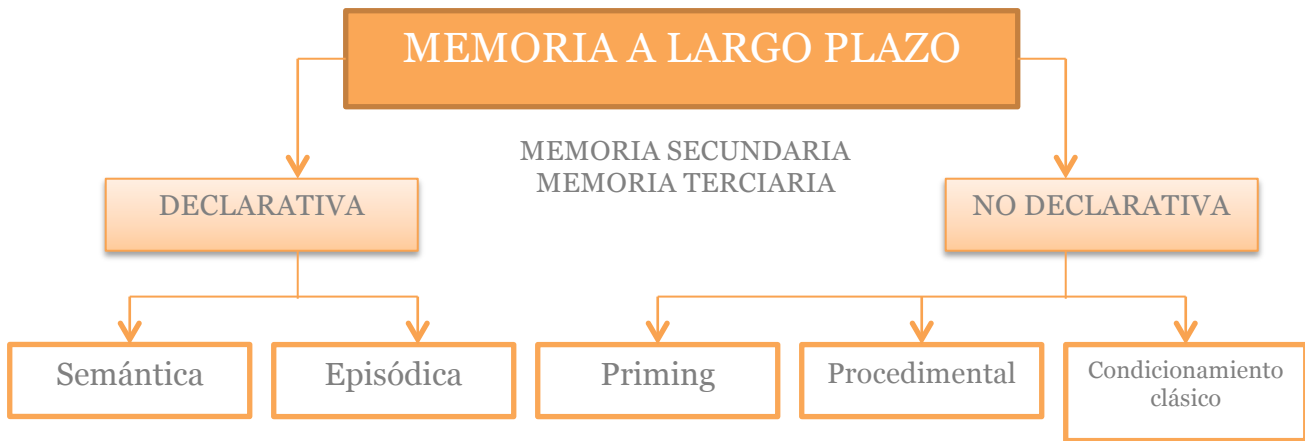 MEMORIA A LARGO PLAZO
MEMORIA SECUNDARIA
MEMORIA TERCIARIA
DECLARATIVA
NO DECLARATIVA
Semántica
Episódica
Priming
Procedimental
Condicionamiento
clásico